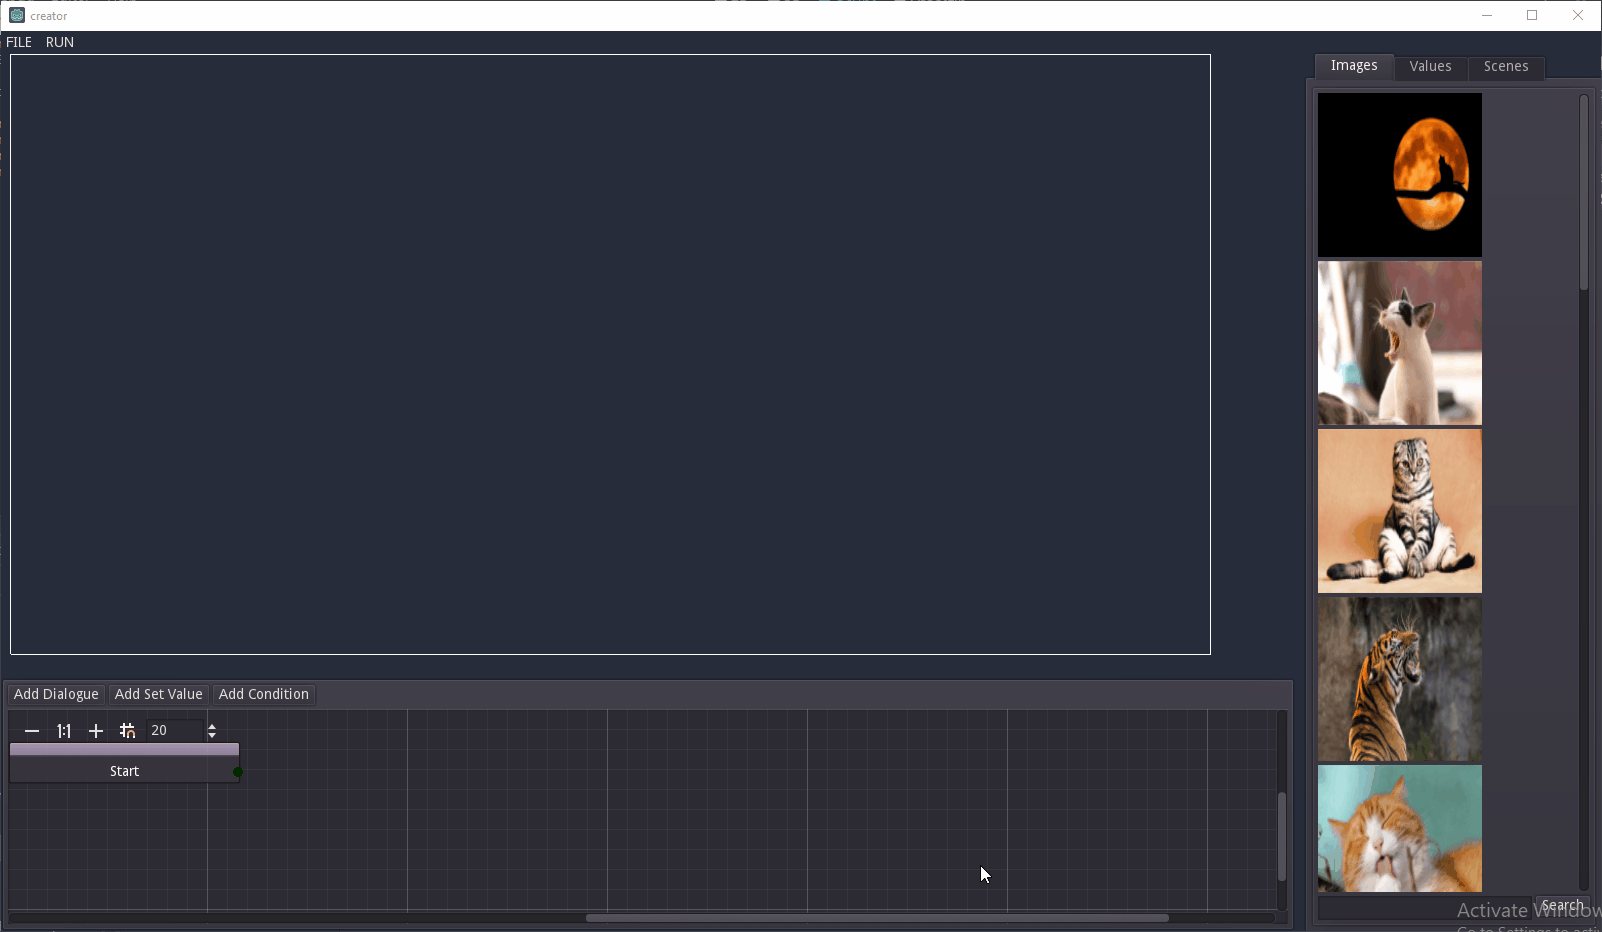 creator
FILE RUN
Images Values Scenes
Add Dialogue Add Set Value Add Condition
1:1 20
Start
Search
Activate Window
Go to Settings to acti